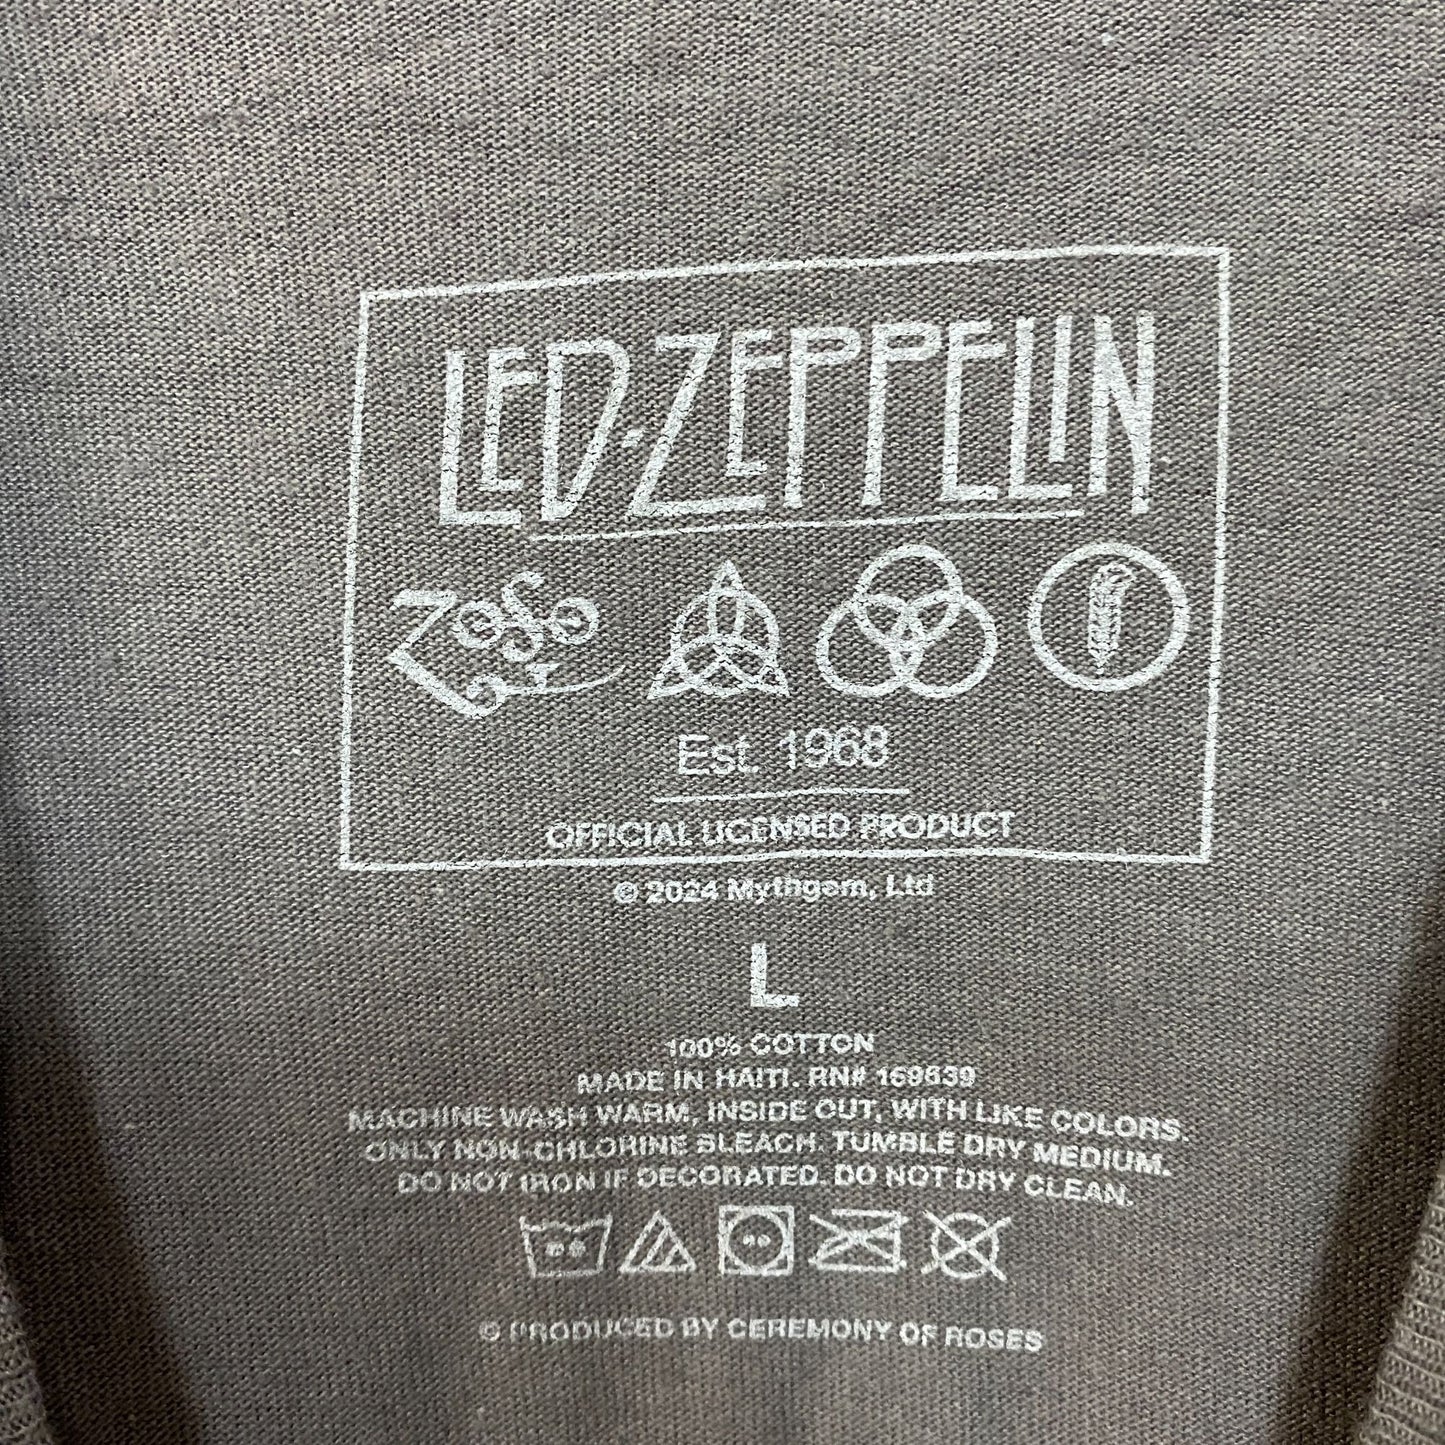 LED-ZEPPELIN
ZOSO
Est. 1968
OFFICIAL LICENSED PRODUCT
© 2024 Mythgem, Ltd
L
100% COTTON
MADE IN HAITI. RN# 169639
MACHINE WASH WARM, INSIDE OUT, WITH LIKE COLORS.
ONLY NON-CHLORINE BLEACH. TUMBLE DRY MEDIUM.
DO NOT IRON IF DECORATED. DO NOT DRY CLEAN.
© PRODUCED BY CEREMONY OF ROSES